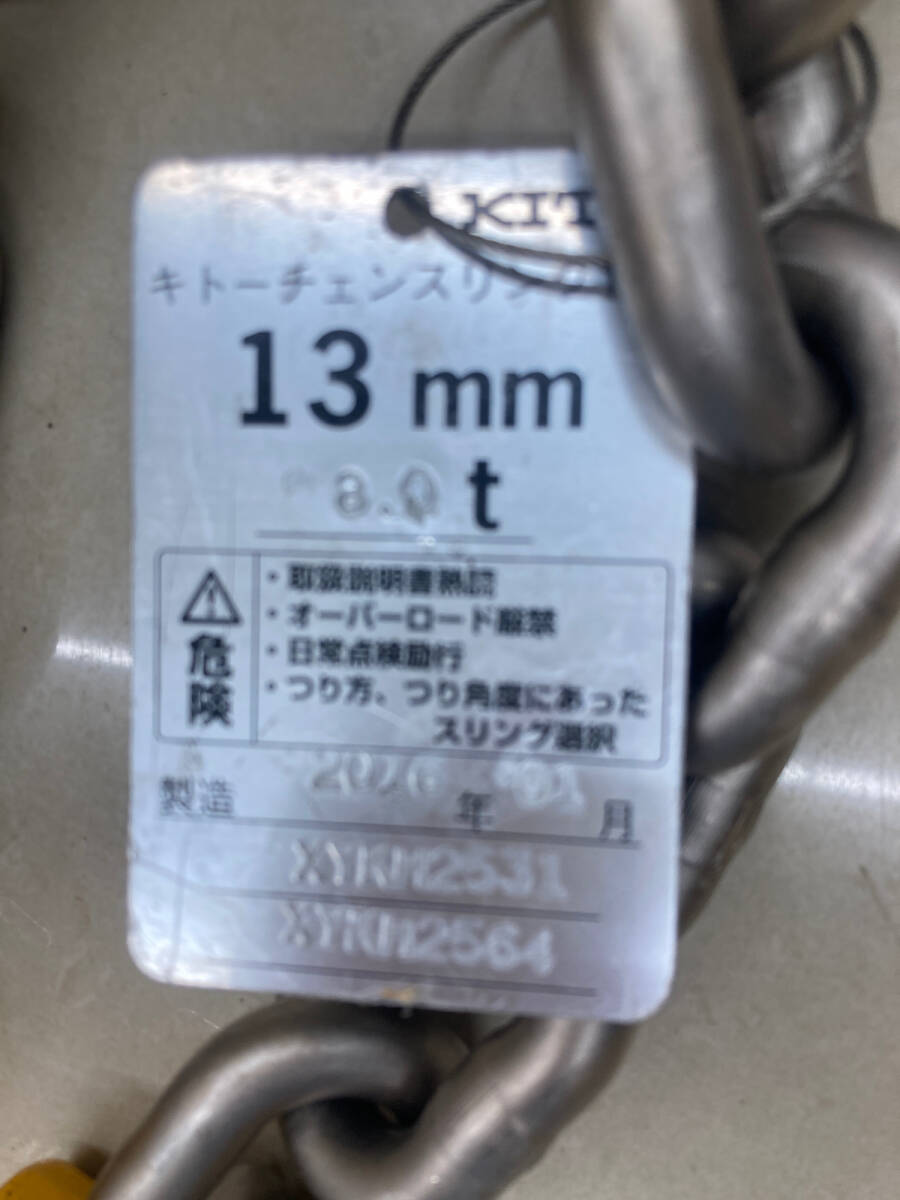 KIT
キトーチェンスリング
13 mm
t
危険
・取扱説明書熟読
・オーバーロード厳禁
・日常点検励行
・つり方、つり角度にあった
スリング選択
製造 年 月
XYKM2531
XYKM2564